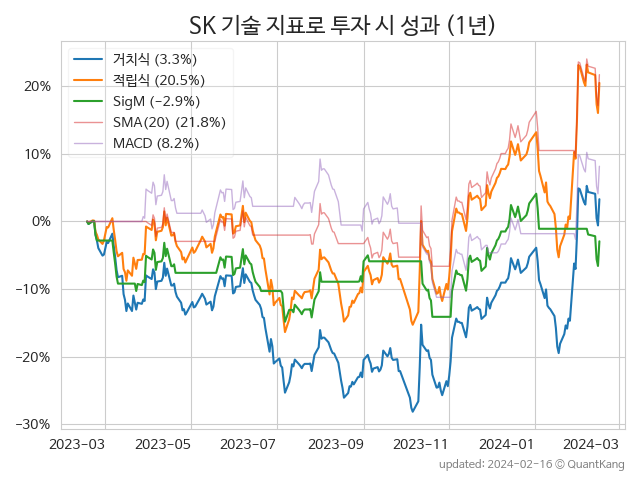 SK 기술 지표로 투자 시 성과 (1년)
거치식 (3.3%)
적립식 (20.5%)
SigM (−2.9%)
SMA(20) (21.8%)
MACD (8.2%)
20%
10%
0%
−10%
−20%
−30%
2023-03 2023-05 2023-07 2023-09 2023-11 2024-01 2024-03
updated: 2024-02-16 © QuantKang